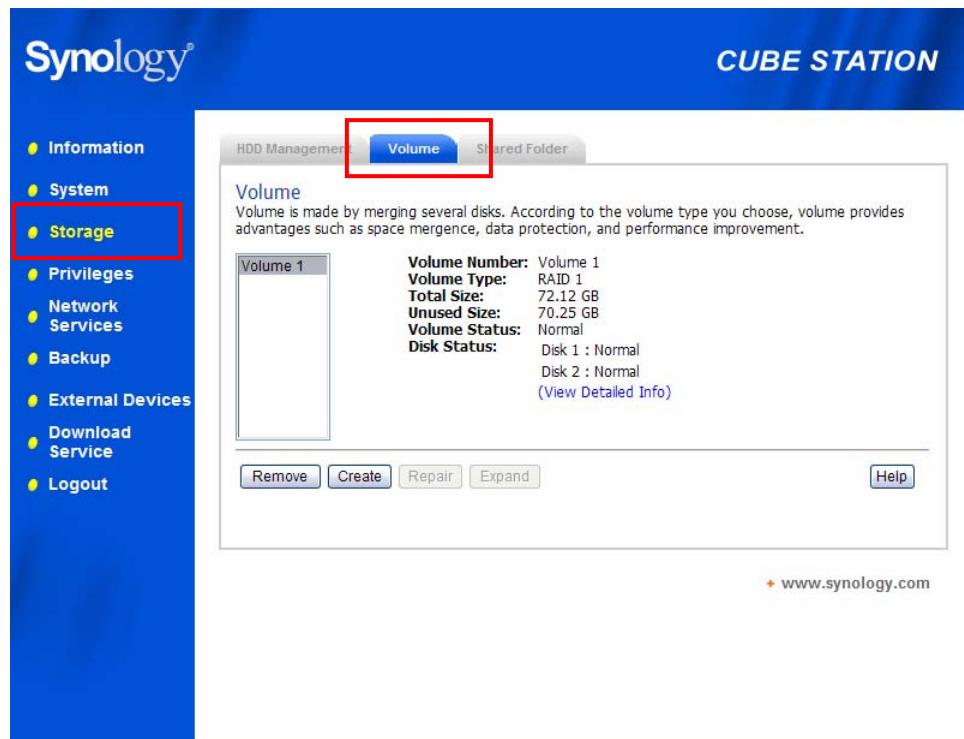 Synology®
CUBE STATION
Information
System
Storage
Privileges
Network
Services
Backup
External Devices
Download
Service
Logout
HDD Management
Volume
Shared Folder
Volume
Volume is made by merging several disks. According to the volume type you choose, volume provides
advantages such as space mergence, data protection, and performance improvement.
Volume 1
Volume Number: Volume 1
Volume Type: RAID 1
Total Size: 72.12 GB
Unused Size: 70.25 GB
Volume Status: Normal
Disk Status: Disk 1 : Normal
Disk 2 : Normal
(View Detailed Info)
Remove Create Repair Expand Help
+ www.synology.com